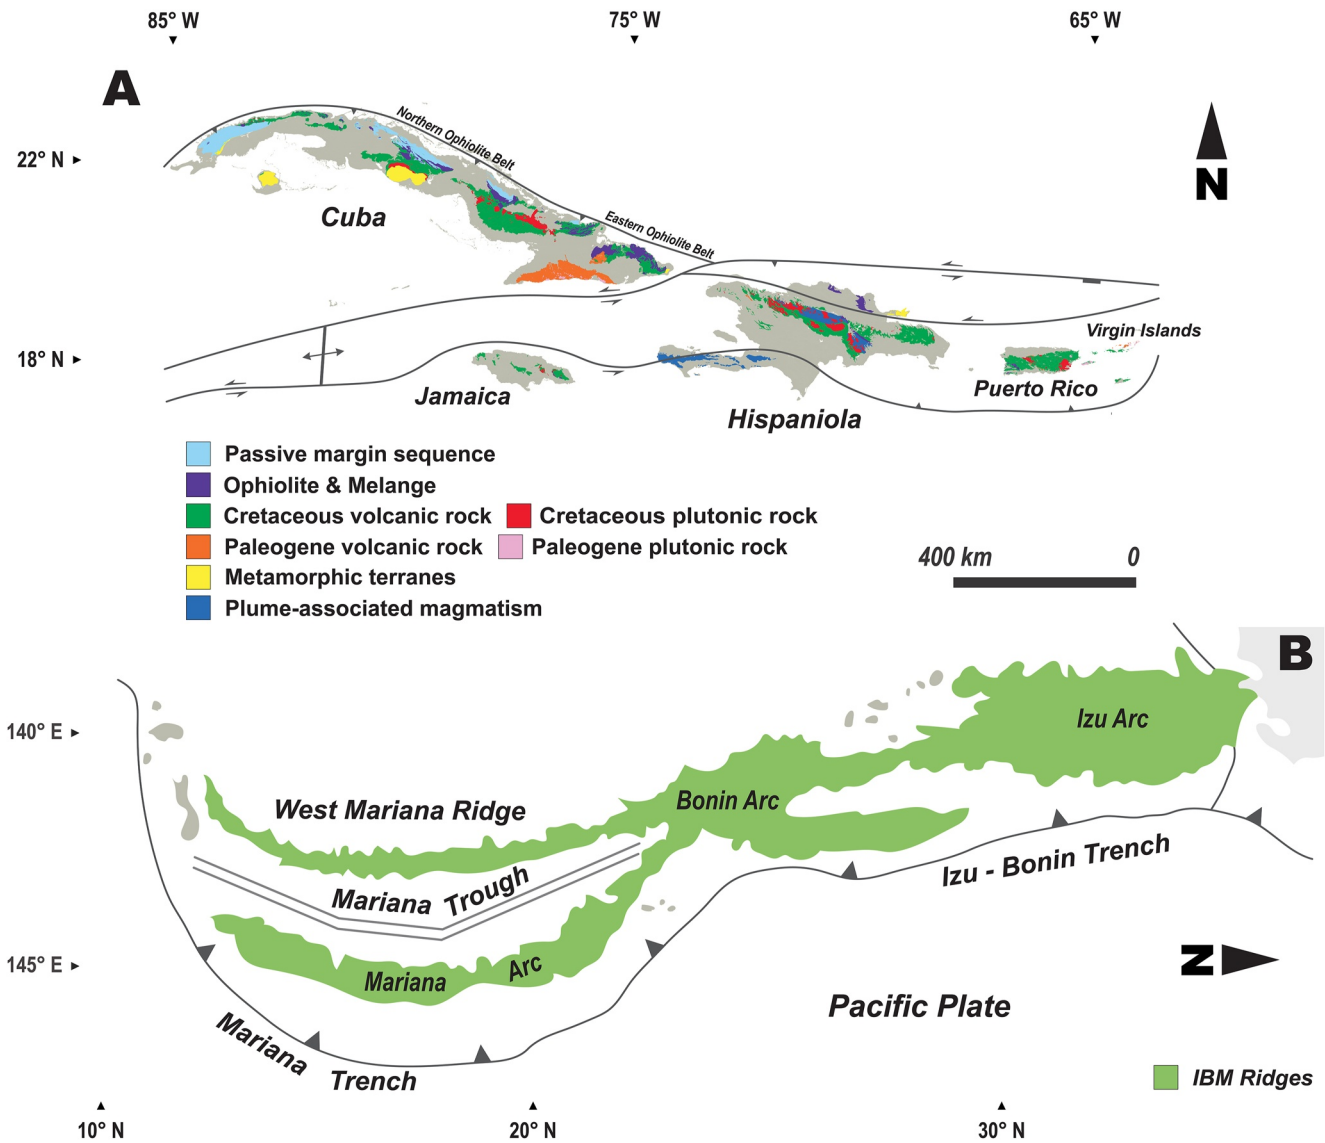 85° W
75° W
65° W
A
22° N
18° N
Northern Ophiolite Belt
Eastern Ophiolite Belt
N
Cuba
Virgin Islands
Jamaica
Puerto Rico
Hispaniola
Passive margin sequence
Ophiolite & Melange
Cretaceous volcanic rock
Cretaceous plutonic rock
Paleogene volcanic rock
Paleogene plutonic rock
Metamorphic terranes
Plume-associated magmatism
400 km
0
B
140° E
145° E
Izu Arc
Bonin Arc
West Mariana Ridge
Mariana Trough
Mariana Arc
Izu - Bonin Trench
N
Pacific Plate
Mariana Trench
IBM Ridges
10° N
20° N
30° N